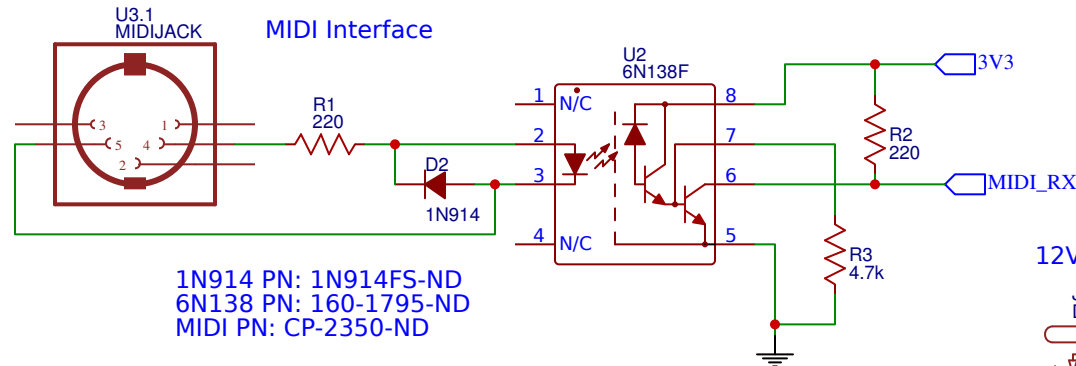 U3.1
MIDIJACK
MIDI Interface
3
1
5
4
2
R1
220
D2
1N914
U2
6N138F
1
N/C
8
2
7
3
6
4
N/C
5
3V3
R2
220
MIDI_RX
R3
4.7k
12V
1N914 PN: 1N914FS-ND
6N138 PN: 160-1795-ND
MIDI PN: CP-2350-ND